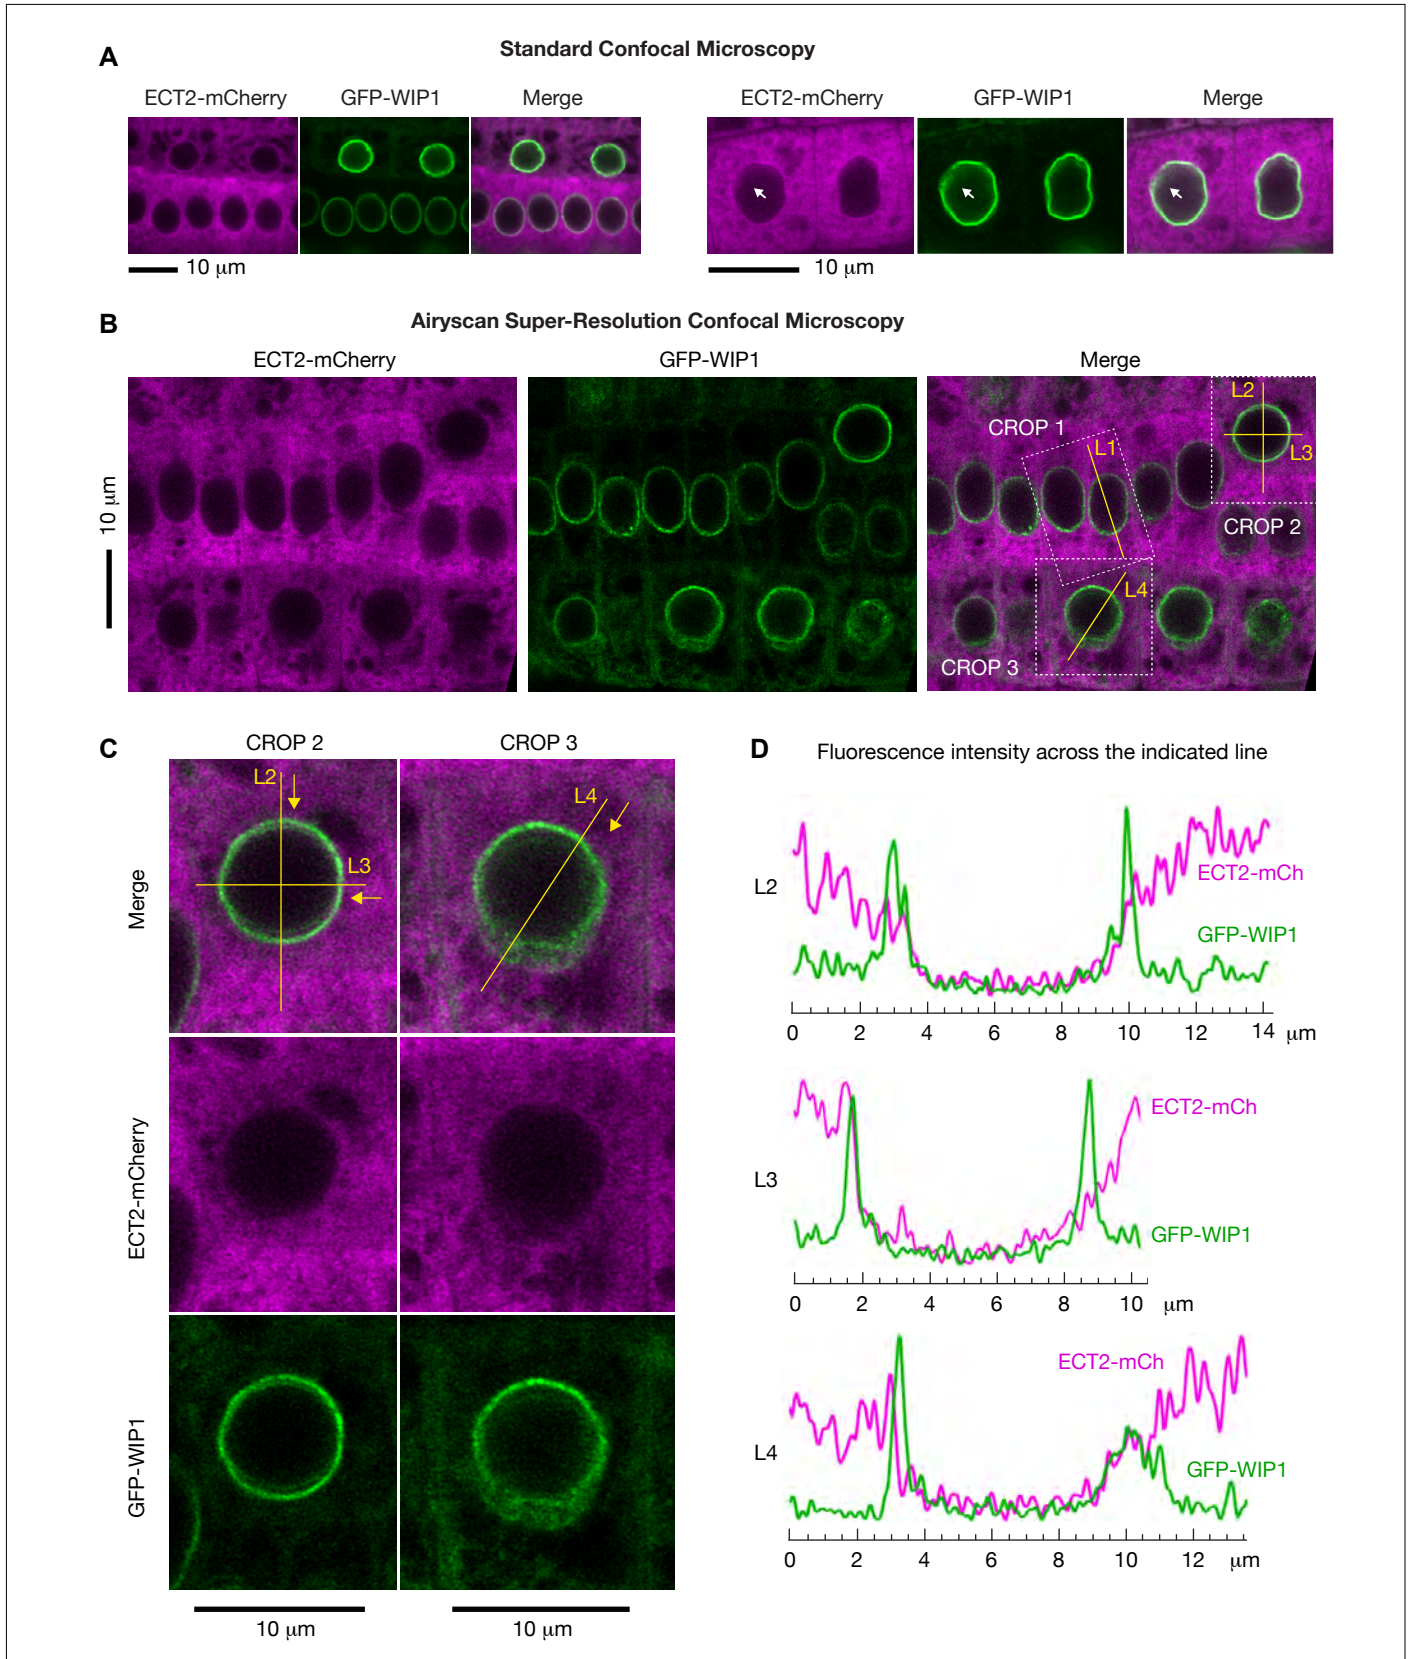 A
Standard Confocal Microscopy
ECT2-mCherry GFP-WIP1 Merge
ECT2-mCherry GFP-WIP1 Merge
10 µm
10 µm
B
Airyscan Super-Resolution Confocal Microscopy
ECT2-mCherry GFP-WIP1 Merge
10 µm
CROP 1
L1
L2
L3
CROP 2
L4
CROP 3
C
CROP 2 CROP 3
Merge
L2
L3
L4
ECT2-mCherry
GFP-WIP1
10 µm 10 µm
D
Fluorescence intensity across the indicated line
L2
ECT2-mCh
GFP-WIP1
0 2 4 6 8 10 12 14 µm
L3
ECT2-mCh
GFP-WIP1
0 2 4 6 8 10 µm
L4
ECT2-mCh
GFP-WIP1
0 2 4 6 8 10 12 µm